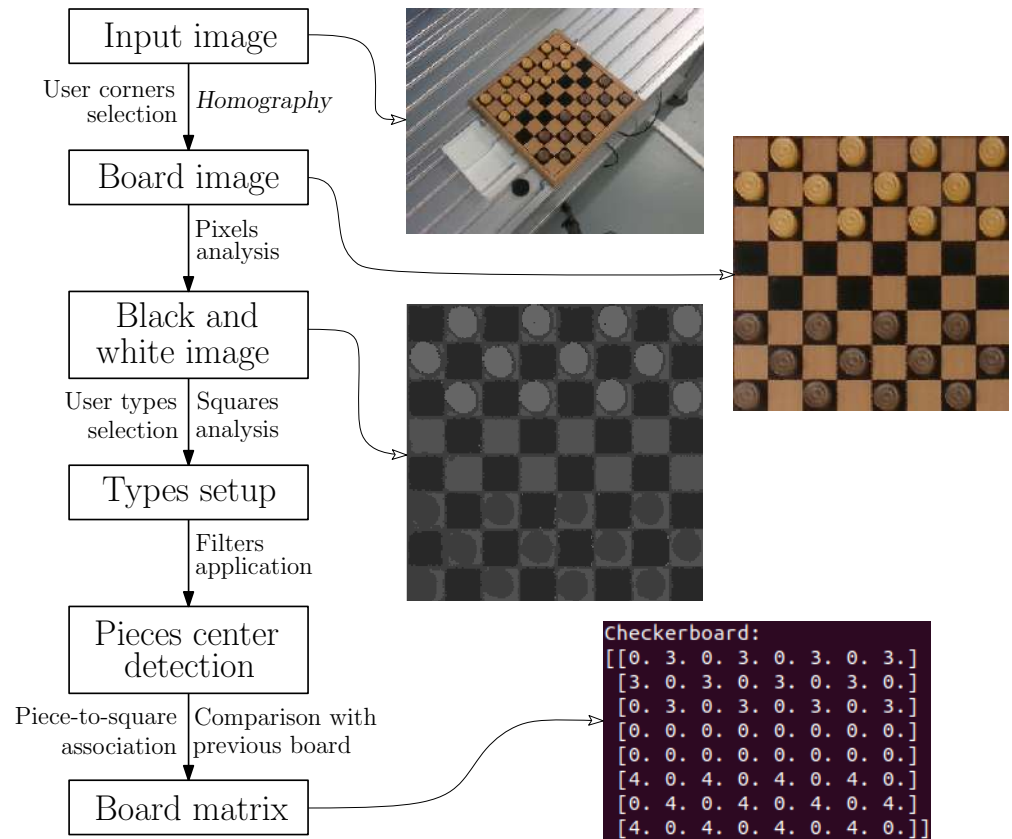 Input image
User corners
selection
Homography
Board image
Pixels
analysis
Black and
white image
User types
selection
Squares
analysis
Types setup
Filters
application
Pieces center
detection
Piece-to-square
association
Comparison with
previous board
Board matrix
Checkerboard:
[[0. 3. 0. 3. 0. 3. 0. 3.]
[3. 0. 3. 0. 3. 0. 3. 0.]
[0. 3. 0. 3. 0. 3. 0. 3.]
[0. 0. 0. 0. 0. 0. 0. 0.]
[0. 0. 0. 0. 0. 0. 0. 0.]
[4. 0. 4. 0. 4. 0. 4. 0.]
[0. 4. 0. 4. 0. 4. 0. 4.]
[4. 0. 4. 0. 4. 0. 4. 0.]]